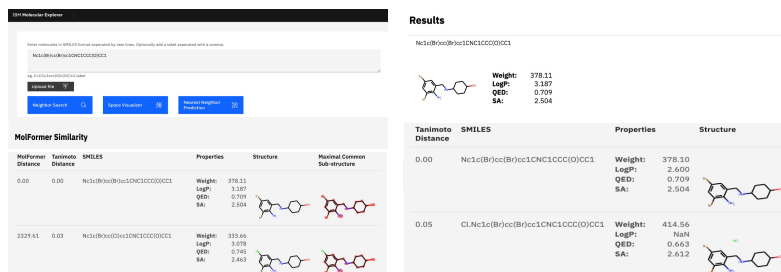 IBM Molecular Explorer
Enter molecules in SMILES format separated by new lines. Optionally add a label separated with a comma.
Nc1c(Br)cc(Br)cc1CNC1CCC(O)CC1
Upload file
Neighbor Search
Space Visualizer
Nearest Neighbor
Prediction
MolFormer Similarity
MolFormer Distance Tanimoto Distance SMILES Properties Structure Maximal Common Sub-structure
0.00 0.00 Nc1c(Br)cc(Br)cc1CNC1CCC(O)CC1 Weight: 378.11
LogP: 3.187
QED: 0.709
SA: 2.504
2329.61 0.03 Nc1c(Br)cc(Cl)cc1CNC1CCC(O)CC1 Weight: 333.66
LogP: 3.078
QED: 0.745
SA: 2.463
Results
Nc1c(Br)cc(Br)cc1CNC1CCC(O)CC1
Weight: 378.11
LogP: 3.187
QED: 0.709
SA: 2.504
Tanimoto Distance SMILES Properties Structure
0.00 Nc1c(Br)cc(Br)cc1CNC1CCC(O)CC1 Weight: 378.10
LogP: 2.600
QED: 0.709
SA: 2.504
0.05 Cl.Nc1c(Br)cc(Br)cc1CNC1CCC(O)CC1 Weight: 414.56
LogP: NaN
QED: 0.663
SA: 2.612